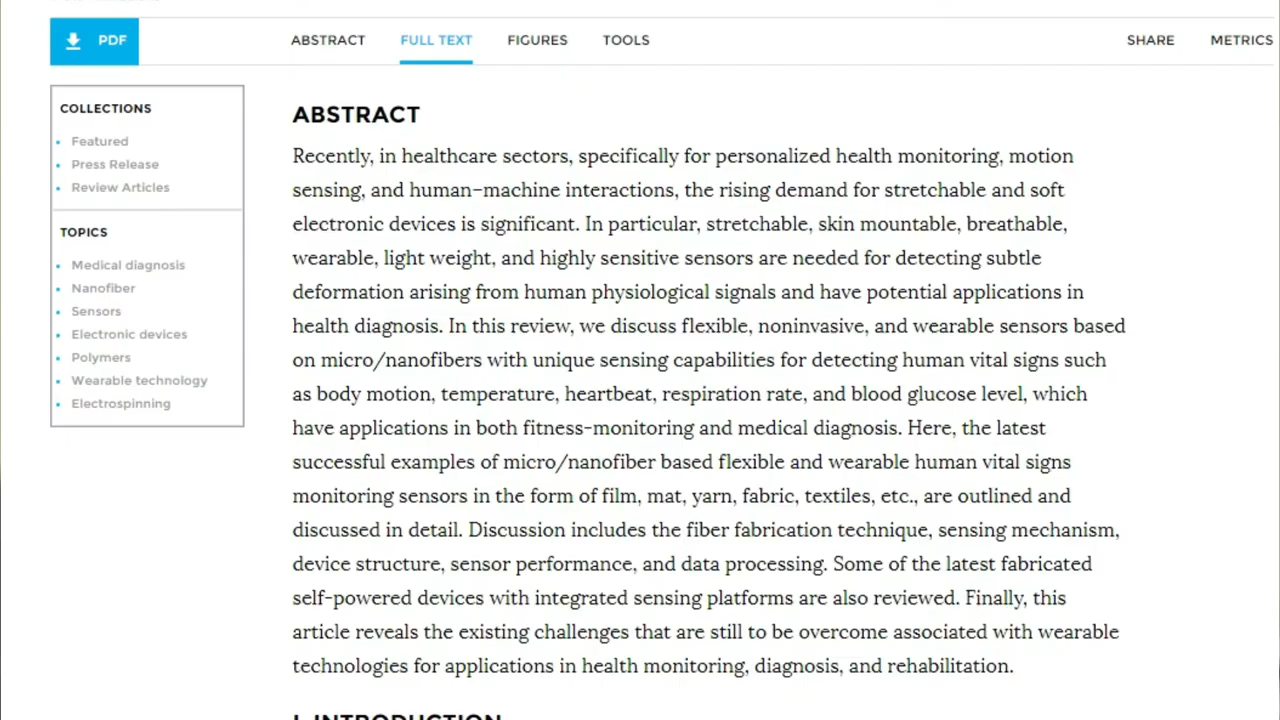 PDF
ABSTRACT
FULL TEXT
FIGURES
TOOLS
SHARE
METRICS
COLLECTIONS
Featured
Press Release
Review Articles
TOPICS
Medical diagnosis
Nanofiber
Sensors
Electronic devices
Polymers
Wearable technology
Electrospinning
ABSTRACT
Recently, in healthcare sectors, specifically for personalized health monitoring, motion
sensing, and human–machine interactions, the rising demand for stretchable and soft
electronic devices is significant. In particular, stretchable, skin mountable, breathable,
wearable, light weight, and highly sensitive sensors are needed for detecting subtle
deformation arising from human physiological signals and have potential applications in
health diagnosis. In this review, we discuss flexible, noninvasive, and wearable sensors based
on micro/nanofibers with unique sensing capabilities for detecting human vital signs such
as body motion, temperature, heartbeat, respiration rate, and blood glucose level, which
have applications in both fitness-monitoring and medical diagnosis. Here, the latest
successful examples of micro/nanofiber based flexible and wearable human vital signs
monitoring sensors in the form of film, mat, yarn, fabric, textiles, etc., are outlined and
discussed in detail. Discussion includes the fiber fabrication technique, sensing mechanism,
device structure, sensor performance, and data processing. Some of the latest fabricated
self-powered devices with integrated sensing platforms are also reviewed. Finally, this
article reveals the existing challenges that are still to be overcome associated with wearable
technologies for applications in health monitoring, diagnosis, and rehabilitation.
I. INTRODUCTION